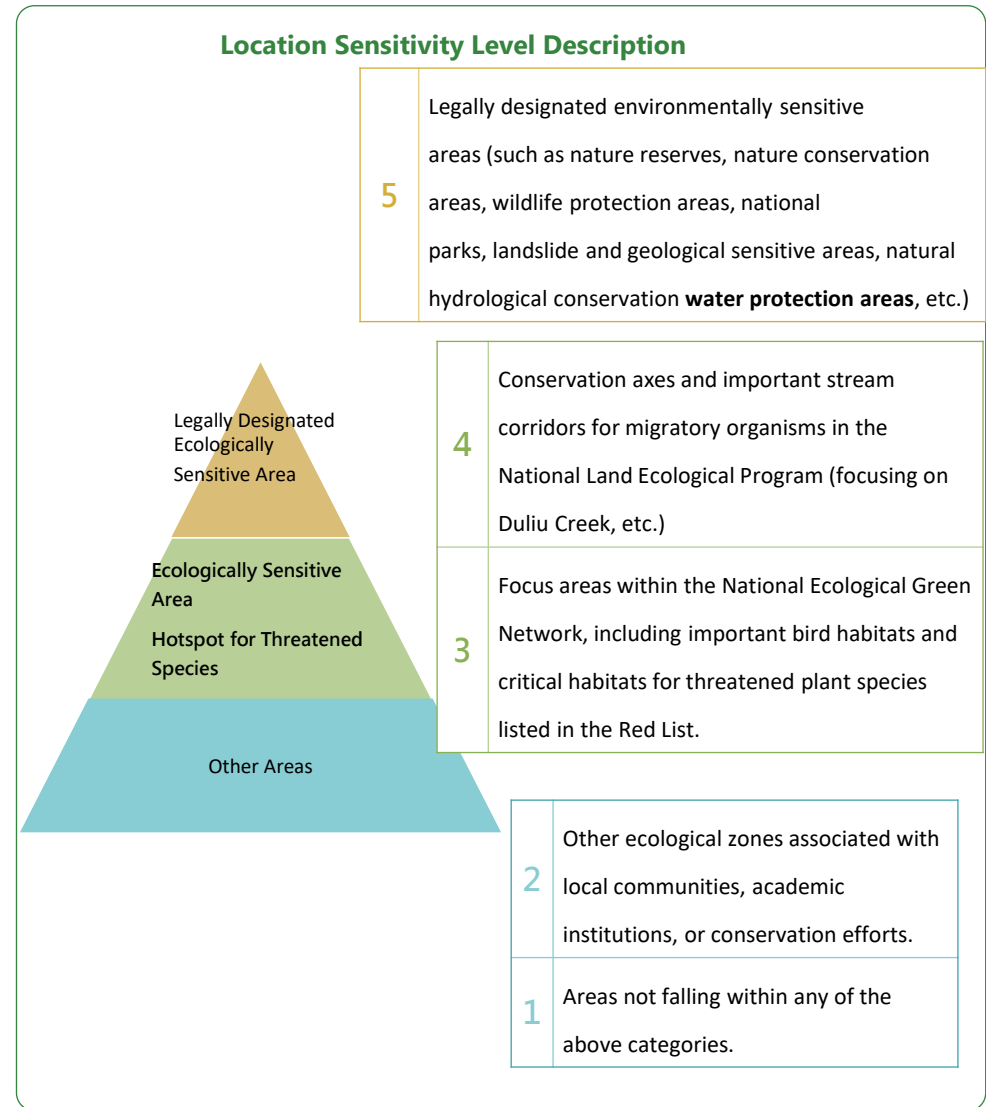 Location Sensitivity Level Description
5
Legally designated environmentally sensitive
areas (such as nature reserves, nature conservation
areas, wildlife protection areas, national
parks, landslide and geological sensitive areas, natural
hydrological conservation water protection areas, etc.)
Legally Designated
Ecologically
Sensitive Area
4
Conservation axes and important stream
corridors for migratory organisms in the
National Land Ecological Program (focusing on
Duliu Creek, etc.)
Ecologically Sensitive
Area
Hotspot for Threatened
Species
3
Focus areas within the National Ecological Green
Network, including important bird habitats and
critical habitats for threatened plant species
listed in the Red List.
Other Areas
2
Other ecological zones associated with
local communities, academic
institutions, or conservation efforts.
1
Areas not falling within any of the
above categories.